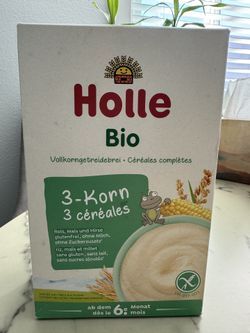 Holle
Bio
Vollkorngetreidebrei • Céréales complètes
3-Korn
3 céréales
Reis, Mais und Hirse
glutenfrei, ohne Milch,
ohne Zuckerzusatz
riz, maïs et millet
sans gluten, sans lait,
sans sucres ajoutés
ab dem 6. Monat
dès le mois